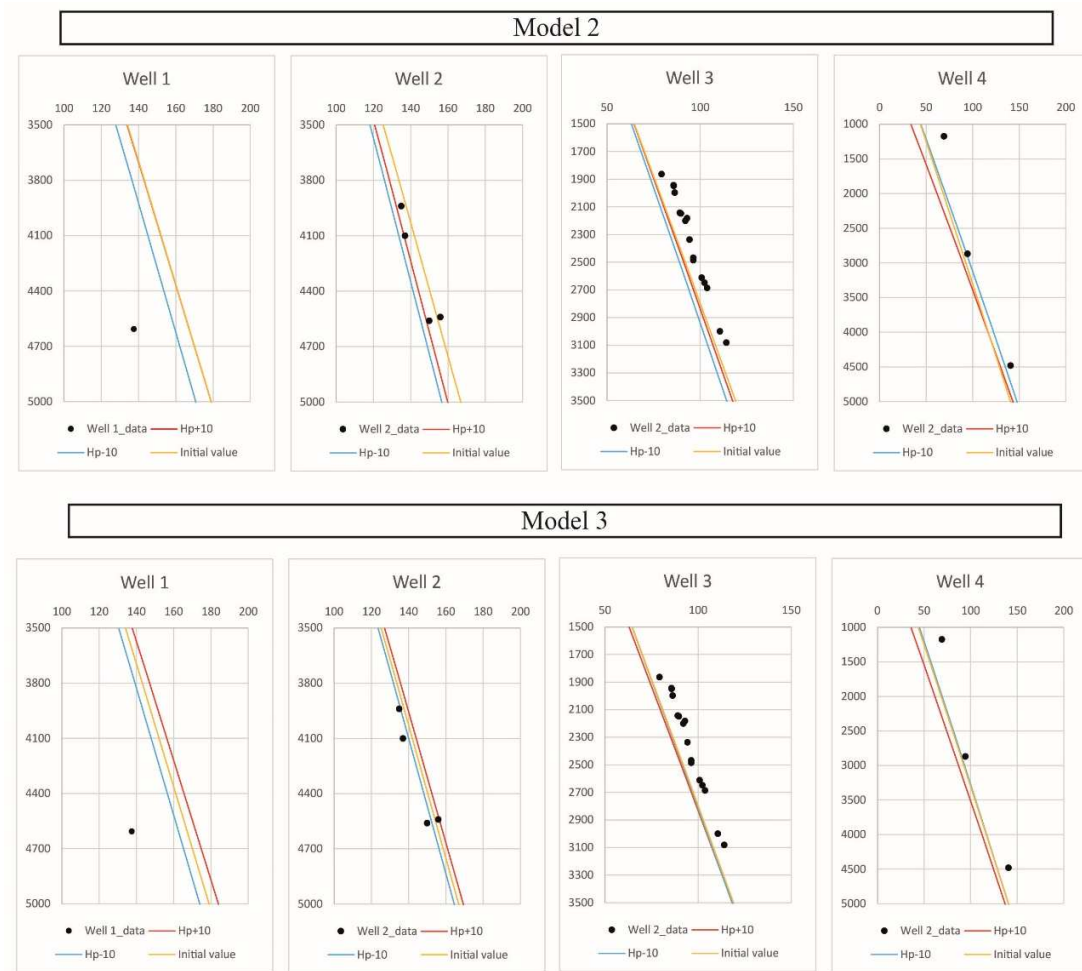 Model 2
Well 1
100 120 140 160 180 200
3500
3800
4100
4400
4700
5000
Well 1_data Hp+10
Hp-10 Initial value
Well 2
100 120 140 160 180 200
3500
3800
4100
4400
4700
5000
Well 2_data Hp+10
Hp-10 Initial value
Well 3
50 100 150
1500
1700
1900
2100
2300
2500
2700
2900
3100
3300
3500
Well 2_data Hp+10
Hp-10 Initial value
Well 4
0 50 100 150 200
1000
1500
2000
2500
3000
3500
4000
4500
5000
Well 2_data Hp+10
Hp-10 Initial value
Model 3
Well 1
100 120 140 160 180 200
3500
3800
4100
4400
4700
5000
Well 1_data Hp+10
Hp-10 Initial value
Well 2
100 120 140 160 180 200
3500
3800
4100
4400
4700
5000
Well 2_data Hp+10
Hp-10 Initial value
Well 3
50 100 150
1500
1700
1900
2100
2300
2500
2700
2900
3100
3300
3500
Well 2_data Hp+10
Hp-10 Initial value
Well 4
0 50 100 150 200
1000
1500
2000
2500
3000
3500
4000
4500
5000
Well 2_data Hp+10
Hp-10 Initial value